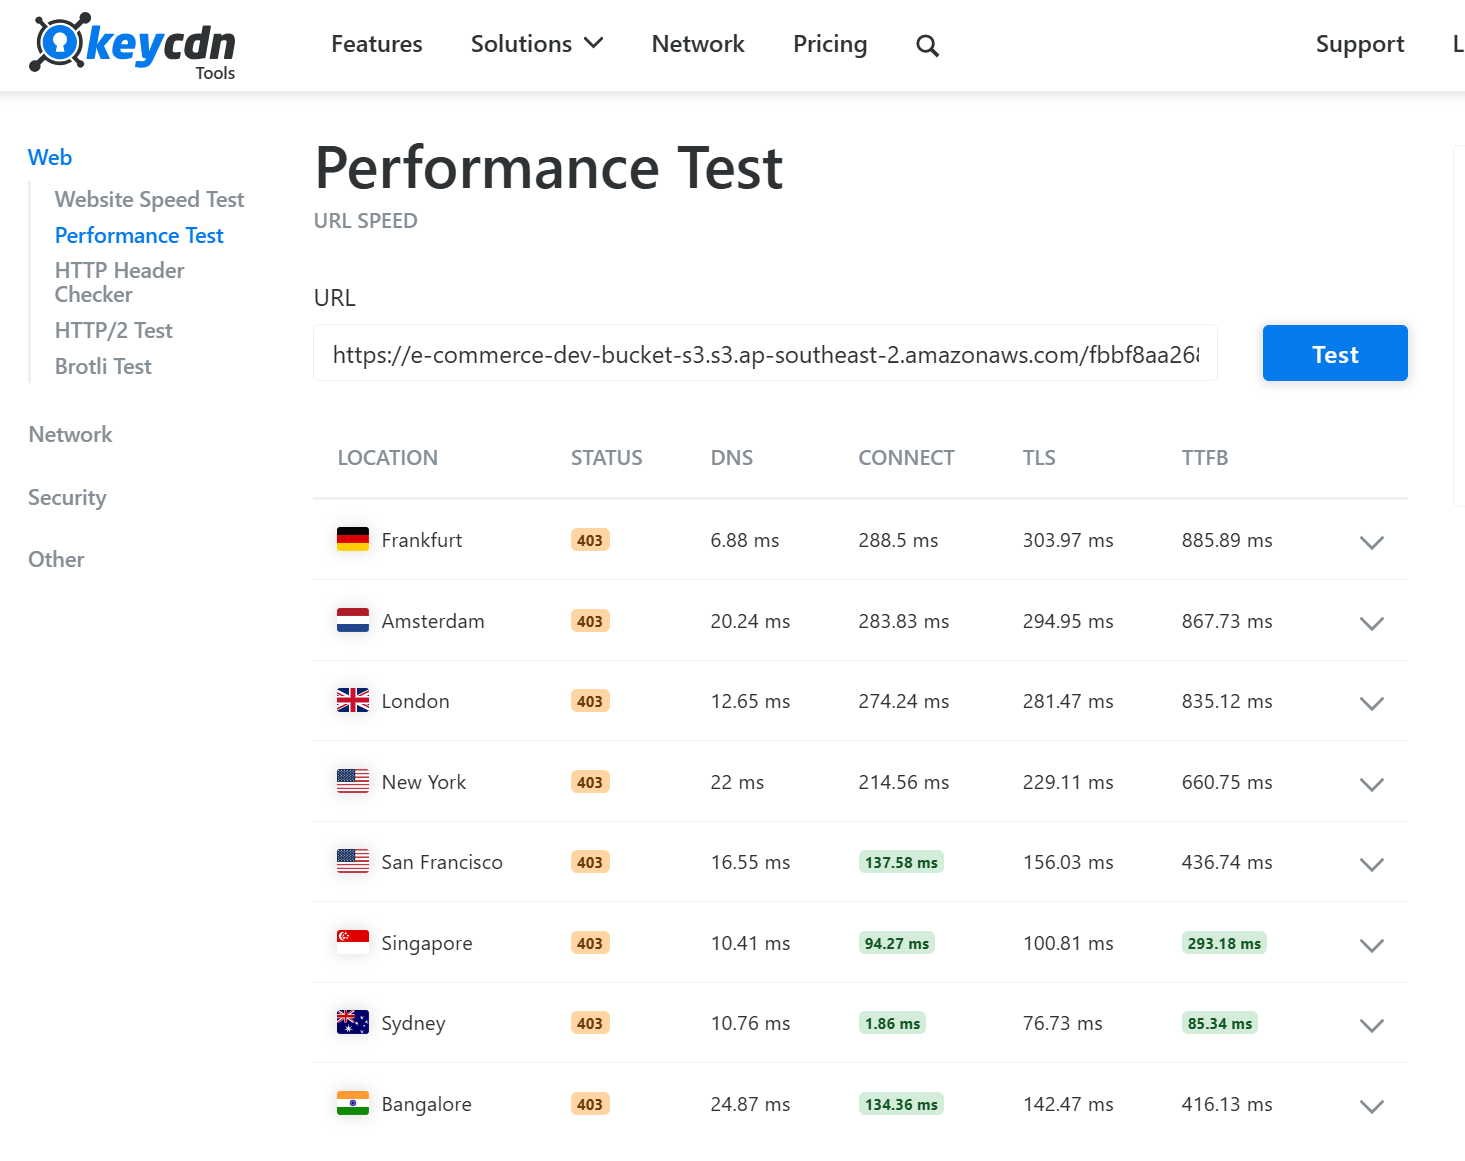 keycdn
Tools
Features Solutions Network Pricing Support L
Web
Website Speed Test
Performance Test
HTTP Header
Checker
HTTP/2 Test
Brotli Test
Network
Security
Other
Performance Test
URL SPEED
URL
https://e-commerce-dev-bucket-s3.s3.ap-southeast-2.amazonaws.com/fbbf8aa268 Test
LOCATION STATUS DNS CONNECT TLS TTFB
Frankfurt 403 6.88 ms 288.5 ms 303.97 ms 885.89 ms
Amsterdam 403 20.24 ms 283.83 ms 294.95 ms 867.73 ms
London 403 12.65 ms 274.24 ms 281.47 ms 835.12 ms
New York 403 22 ms 214.56 ms 229.11 ms 660.75 ms
San Francisco 403 16.55 ms 137.58 ms 156.03 ms 436.74 ms
Singapore 403 10.41 ms 94.27 ms 100.81 ms 293.18 ms
Sydney 403 10.76 ms 1.86 ms 76.73 ms 85.34 ms
Bangalore 403 24.87 ms 134.36 ms 142.47 ms 416.13 ms